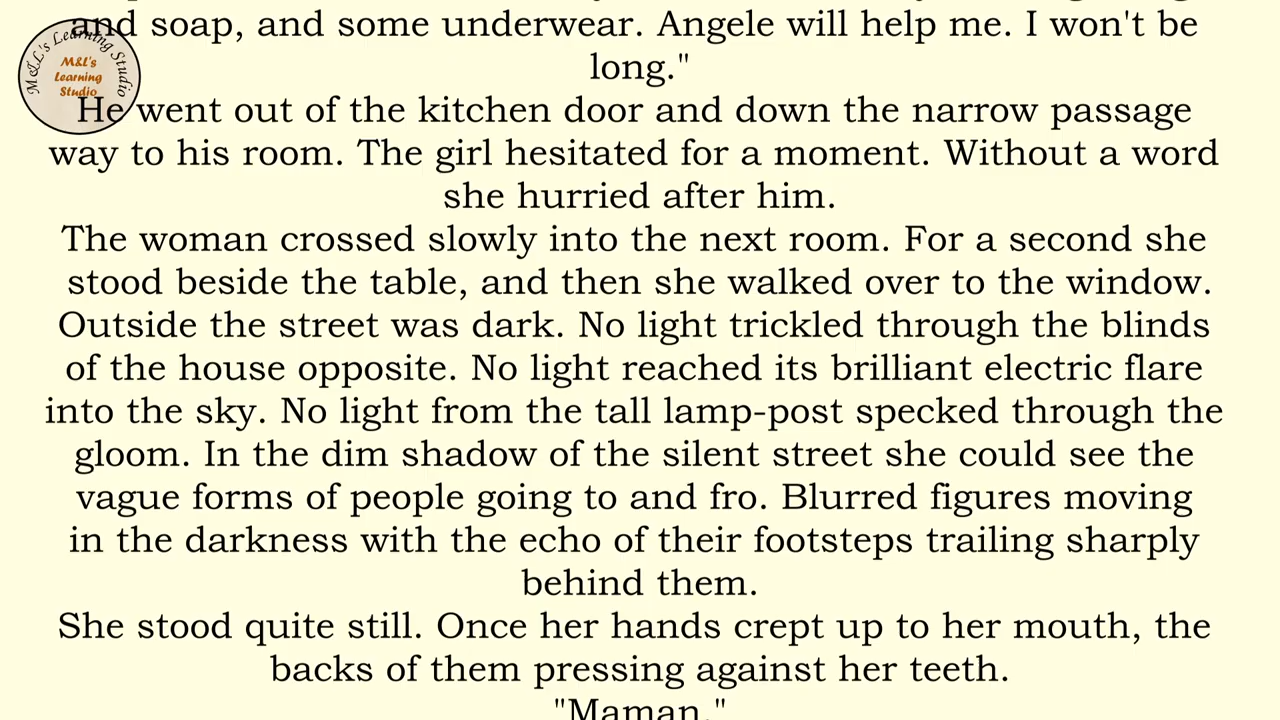 and soap, and some underwear. Angele will help me. I won't be
long."
He went out of the kitchen door and down the narrow passage
way to his room. The girl hesitated for a moment. Without a word
she hurried after him.
The woman crossed slowly into the next room. For a second she
stood beside the table, and then she walked over to the window.
Outside the street was dark. No light trickled through the blinds
of the house opposite. No light reached its brilliant electric flare
into the sky. No light from the tall lamp-post specked through the
gloom. In the dim shadow of the silent street she could see the
vague forms of people going to and fro. Blurred figures moving
in the darkness with the echo of their footsteps trailing sharply
behind them.
She stood quite still. Once her hands crept up to her mouth, the
backs of them pressing against her teeth.
"Maman."
M&L's Learning Studio
M&L's
Learning
Studio